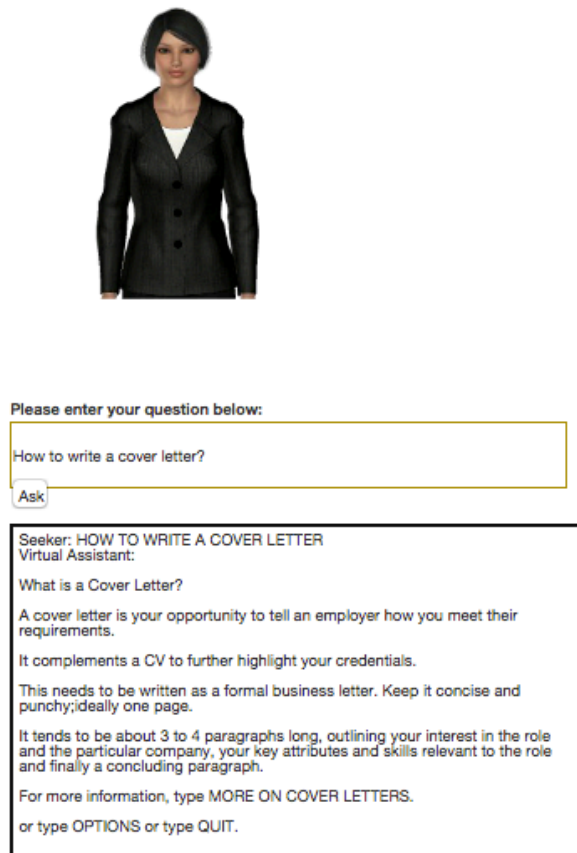 Please enter your question below:
How to write a cover letter?
Ask
Seeker: HOW TO WRITE A COVER LETTER
Virtual Assistant:
What is a Cover Letter?
A cover letter is your opportunity to tell an employer how you meet their
requirements.
It complements a CV to further highlight your credentials.
This needs to be written as a formal business letter. Keep it concise and
punchy;ideally one page.
It tends to be about 3 to 4 paragraphs long, outlining your interest in the role
and the particular company, your key attributes and skills relevant to the role
and finally a concluding paragraph.
For more information, type MORE ON COVER LETTERS.
or type OPTIONS or type QUIT.